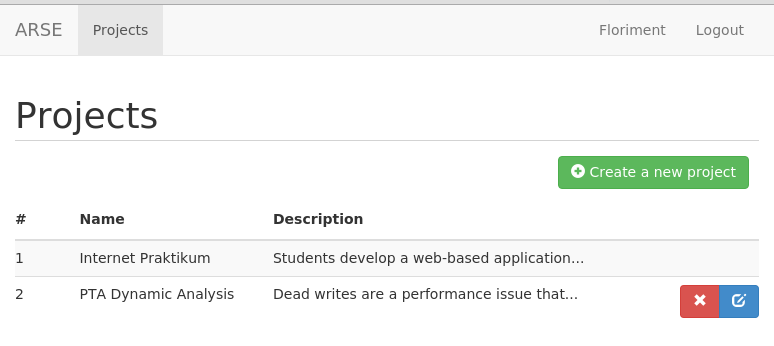 ARSE Projects Floriment Logout
Projects
Create a new project
# Name Description
1 Internet Praktikum Students develop a web-based application...
2 PTA Dynamic Analysis Dead writes are a performance issue that...